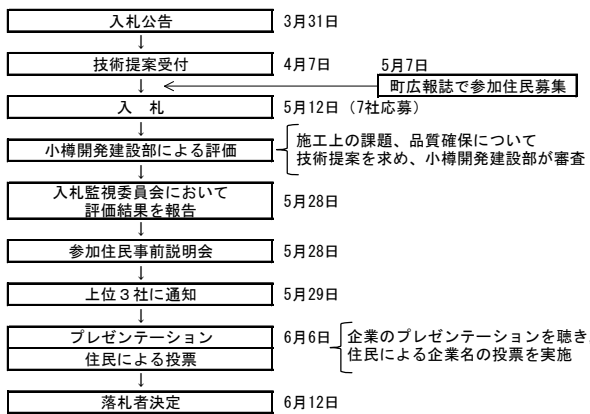 入札公告 3月31日
↓
技術提案受付 4月7日 5月7日
↓ 町広報誌で参加住民募集
入 札 5月12日（7社応募）
↓
小樽開発建設部による評価
施工上の課題、品質確保について
技術提案を求め、小樽開発建設部が審査
↓
入札監視委員会において
評価結果を報告
5月28日
↓
参加住民事前説明会 5月28日
↓
上位３社に通知 5月29日
↓
プレゼンテーション 6月6日
住民による投票
企業のプレゼンテーションを聴き、
住民による企業名の投票を実施
↓
落札者決定 6月12日